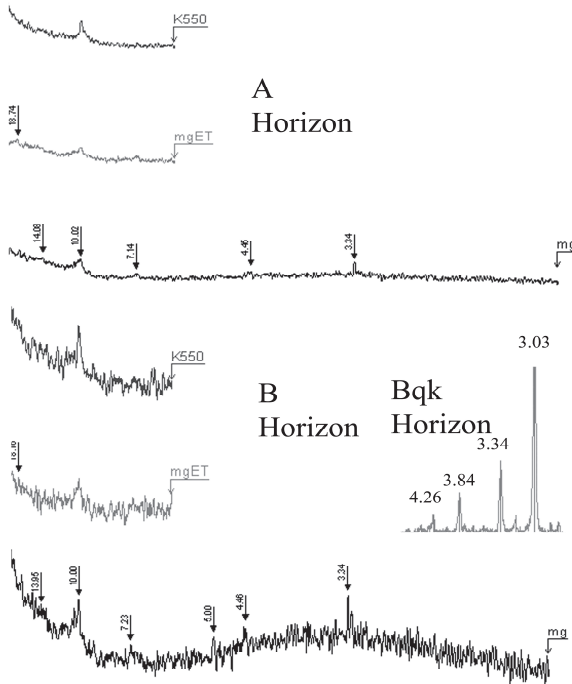 K550
A
Horizon
18.74
mgET
14.08
10.02
7.14
4.46
3.34
K550
B
Horizon
Bqk
Horizon
3.03
3.34
3.84
4.26
mgET
13.95
10.00
7.23
5.00
4.46
3.34
mg